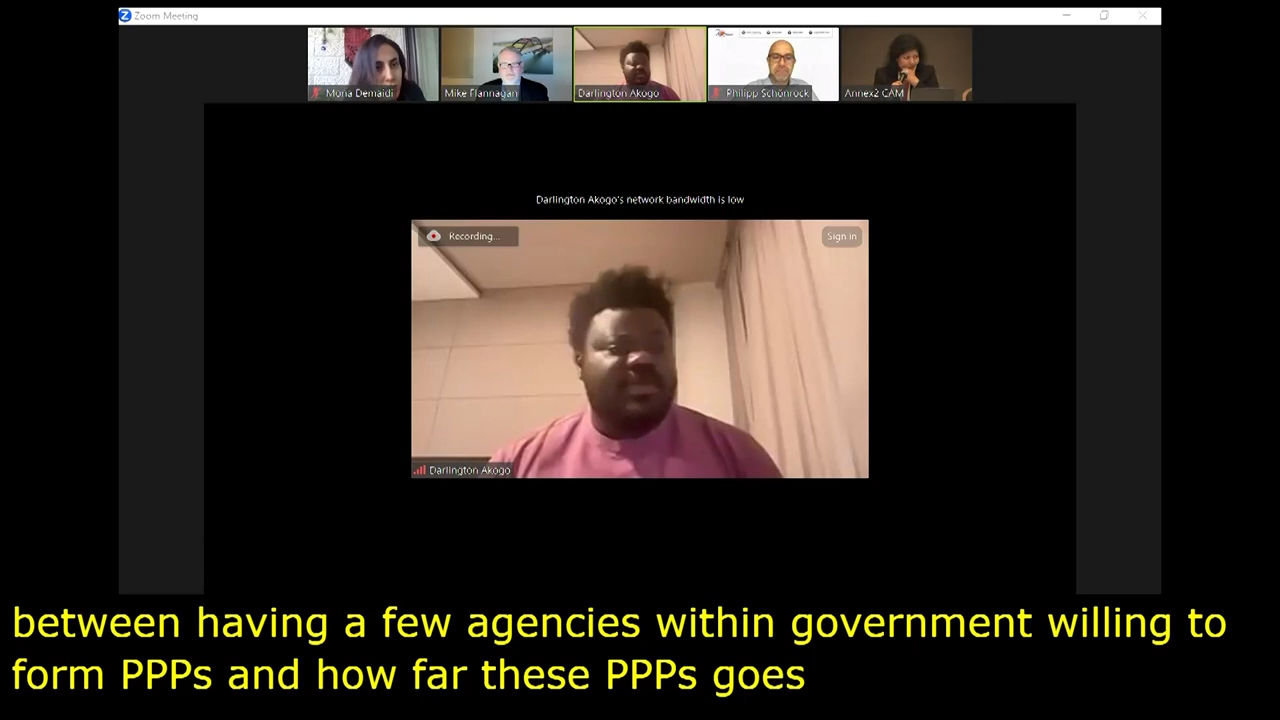 Zoom Meeting
Mona Demaidi
Mike Flannagan
Darlington Akogo
Philipp Schönrock
Annex2 CAM
Darlington Akogo's network bandwidth is low
Recording...
Sign in
Darlington Akogo
between having a few agencies within government willing to
form PPPs and how far these PPPs goes